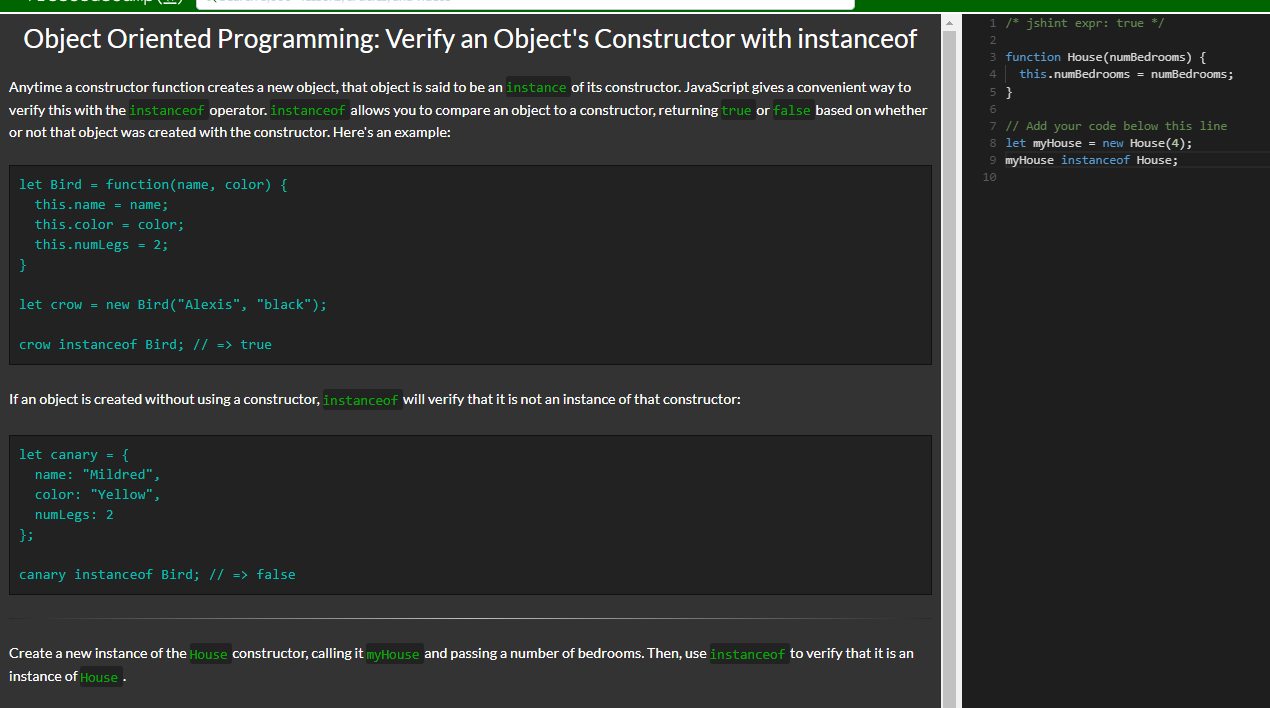 Object Oriented Programming: Verify an Object's Constructor with instanceof
Anytime a constructor function creates a new object, that object is said to be an instance of its constructor. JavaScript gives a convenient way to
verify this with the instanceof operator. instanceof allows you to compare an object to a constructor, returning true or false based on whether
or not that object was created with the constructor. Here's an example:
let Bird = function(name, color) {
  this.name = name;
  this.color = color;
  this.numLegs = 2;
}
let crow = new Bird("Alexis", "black");
crow instanceof Bird; // => true
If an object is created without using a constructor, instanceof will verify that it is not an instance of that constructor:
let canary = {
  name: "Mildred",
  color: "Yellow",
  numLegs: 2
};
canary instanceof Bird; // => false
Create a new instance of the House constructor, calling it myHouse and passing a number of bedrooms. Then, use instanceof to verify that it is an
instance of House .
1 /* jshint expr: true */
2
3 function House(numBedrooms) {
4   this.numBedrooms = numBedrooms;
5 }
6
7 // Add your code below this line
8 let myHouse = new House(4);
9 myHouse instanceof House;
10